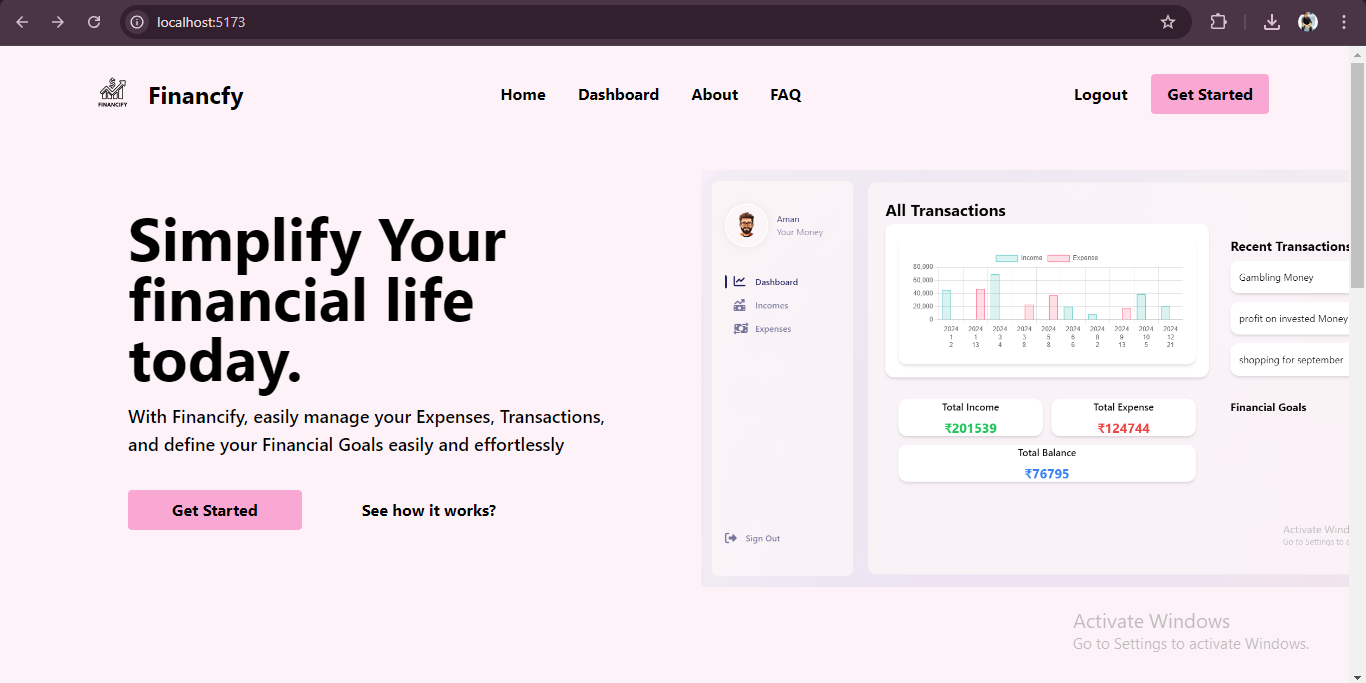 localhost:5173
FINANCIFY
Financfy
Home Dashboard About FAQ
Logout Get Started
Simplify Your
financial life
today.
With Financify, easily manage your Expenses, Transactions,
and define your Financial Goals easily and effortlessly
Get Started See how it works?
Aman
Your Money
Dashboard
Incomes
Expenses
Sign Out
All Transactions
Income Expense
80,000
60,000
40,000
20,000
0
2024 2024 2024 2024 2024 2024 2024 2024 2024 2024
1 1 3 3 5 6 8 9 10 12
2 13 4 8 8 6 2 13 5 21
Total Income Total Expense
₹201539 ₹124744
Total Balance
₹76795
Recent Transactions
Gambling Money
profit on invested Money
shopping for september
Financial Goals
Activate Wind
Go to Settings to a
Activate Windows
Go to Settings to activate Windows.